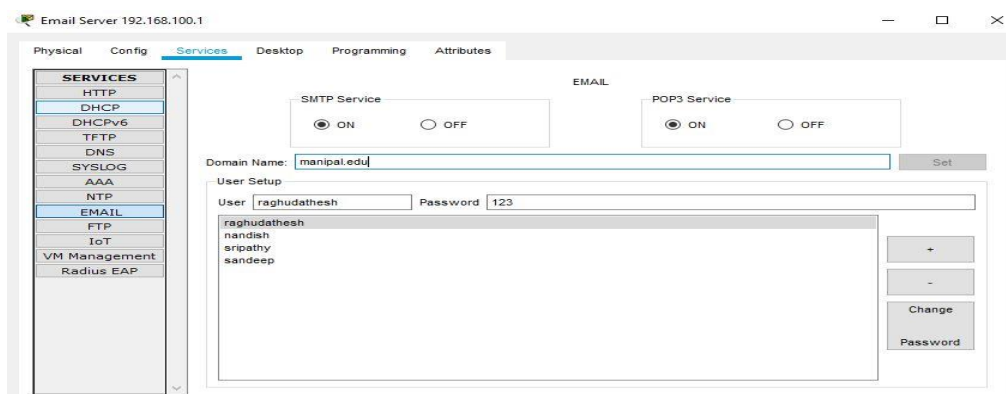 Email Server 192.168.100.1
Physical Config Services Desktop Programming Attributes
SERVICES
HTTP
DHCP
DHCPv6
TFTP
DNS
SYSLOG
AAA
NTP
EMAIL
FTP
IoT
VM Management
Radius EAP
EMAIL
SMTP Service
ON OFF
POP3 Service
ON OFF
Domain Name: manipal.edu Set
User Setup
User raghudathesh Password 123
raghudathesh
nandish
sripathy
sandeep
+
-
Change
Password